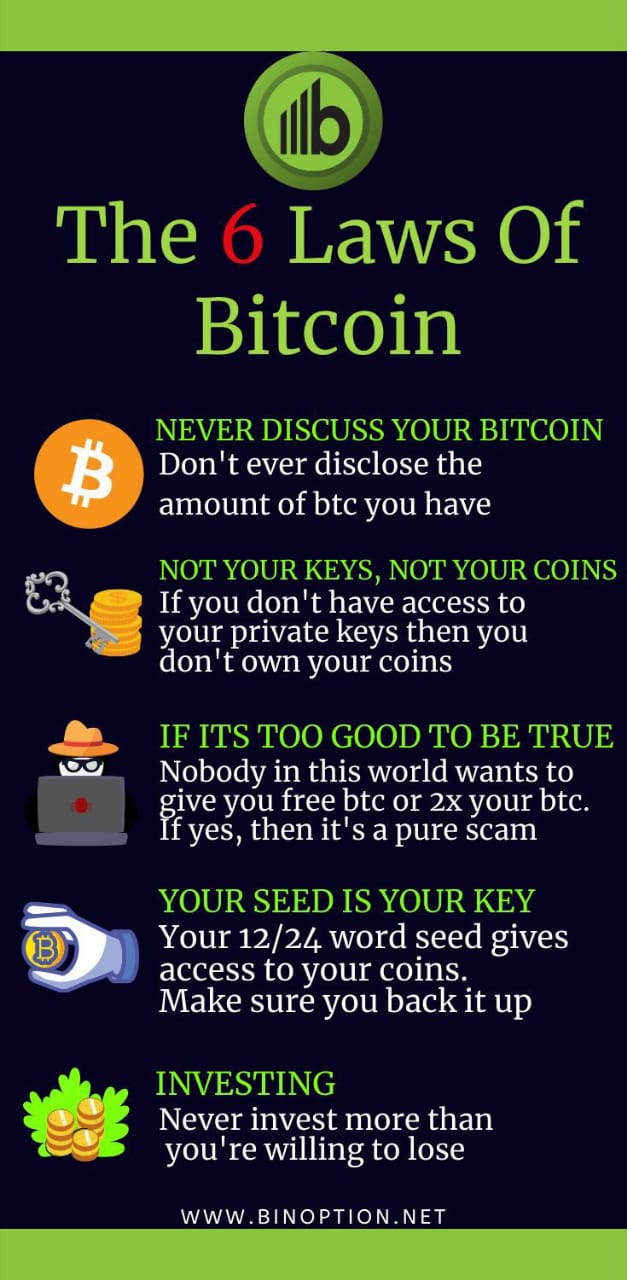 b
The 6 Laws Of
Bitcoin
NEVER DISCUSS YOUR BITCOIN
Don't ever disclose the
amount of btc you have
NOT YOUR KEYS, NOT YOUR COINS
If you don't have access to
your private keys then you
don't own your coins
IF ITS TOO GOOD TO BE TRUE
Nobody in this world wants to
give you free btc or 2x your btc.
If yes, then it's a pure scam
YOUR SEED IS YOUR KEY
Your 12/24 word seed gives
access to your coins.
Make sure you back it up
INVESTING
Never invest more than
you're willing to lose
WWW.BINOPTION.NET